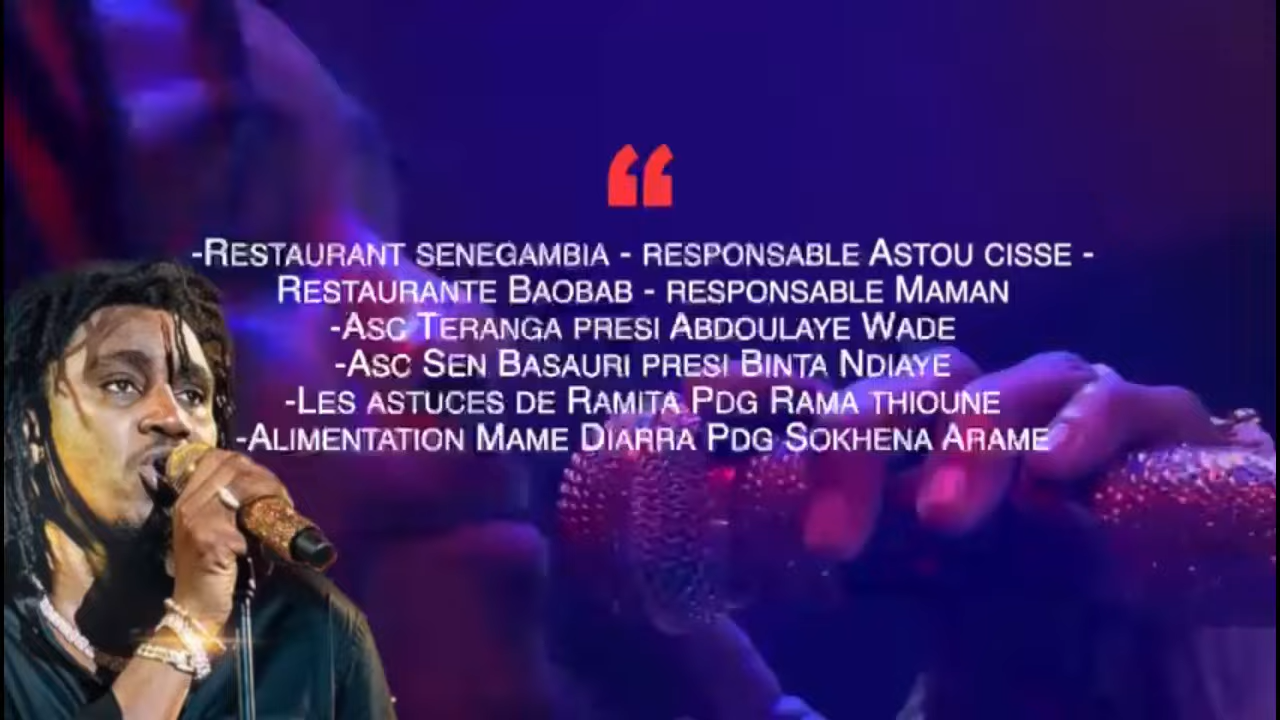 “
-Restaurant senegambia - responsable Astou cisse -
Restaurante Baobab - responsable Maman
-Asc Teranga presi Abdoulaye Wade
-Asc Sen Basauri presi Binta Ndiaye
-Les astuces de Ramita Pdg Rama thioune
-Alimentation Mame Diarra Pdg Sokhena Arame